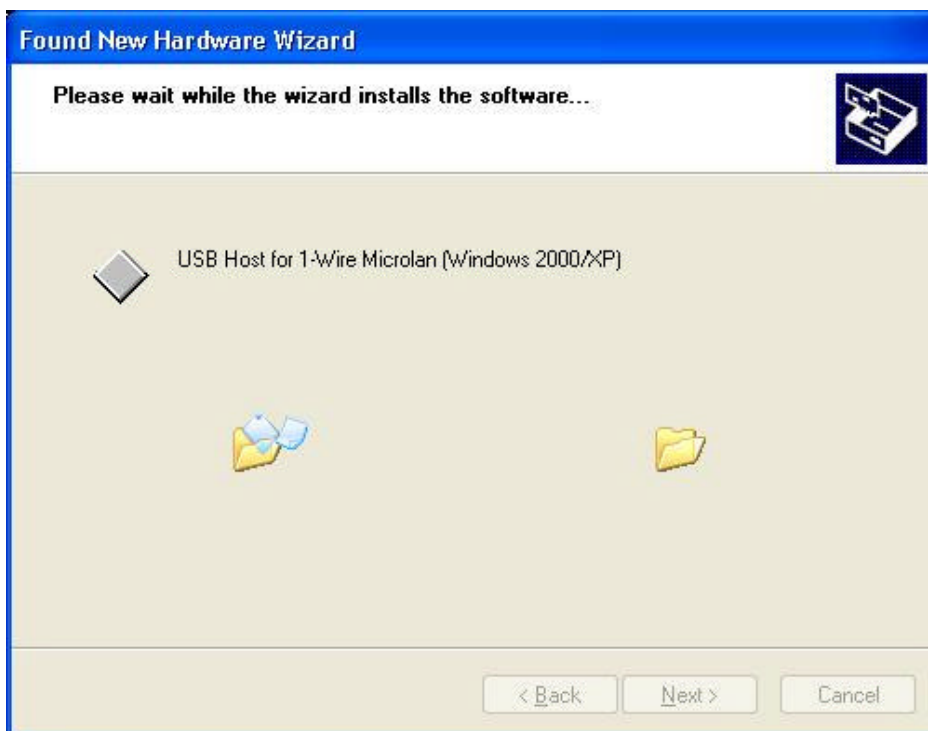 Found New Hardware Wizard
Please wait while the wizard installs the software...
USB Host for 1-Wire Microlan (Windows 2000/XP)
< Back
Next >
Cancel